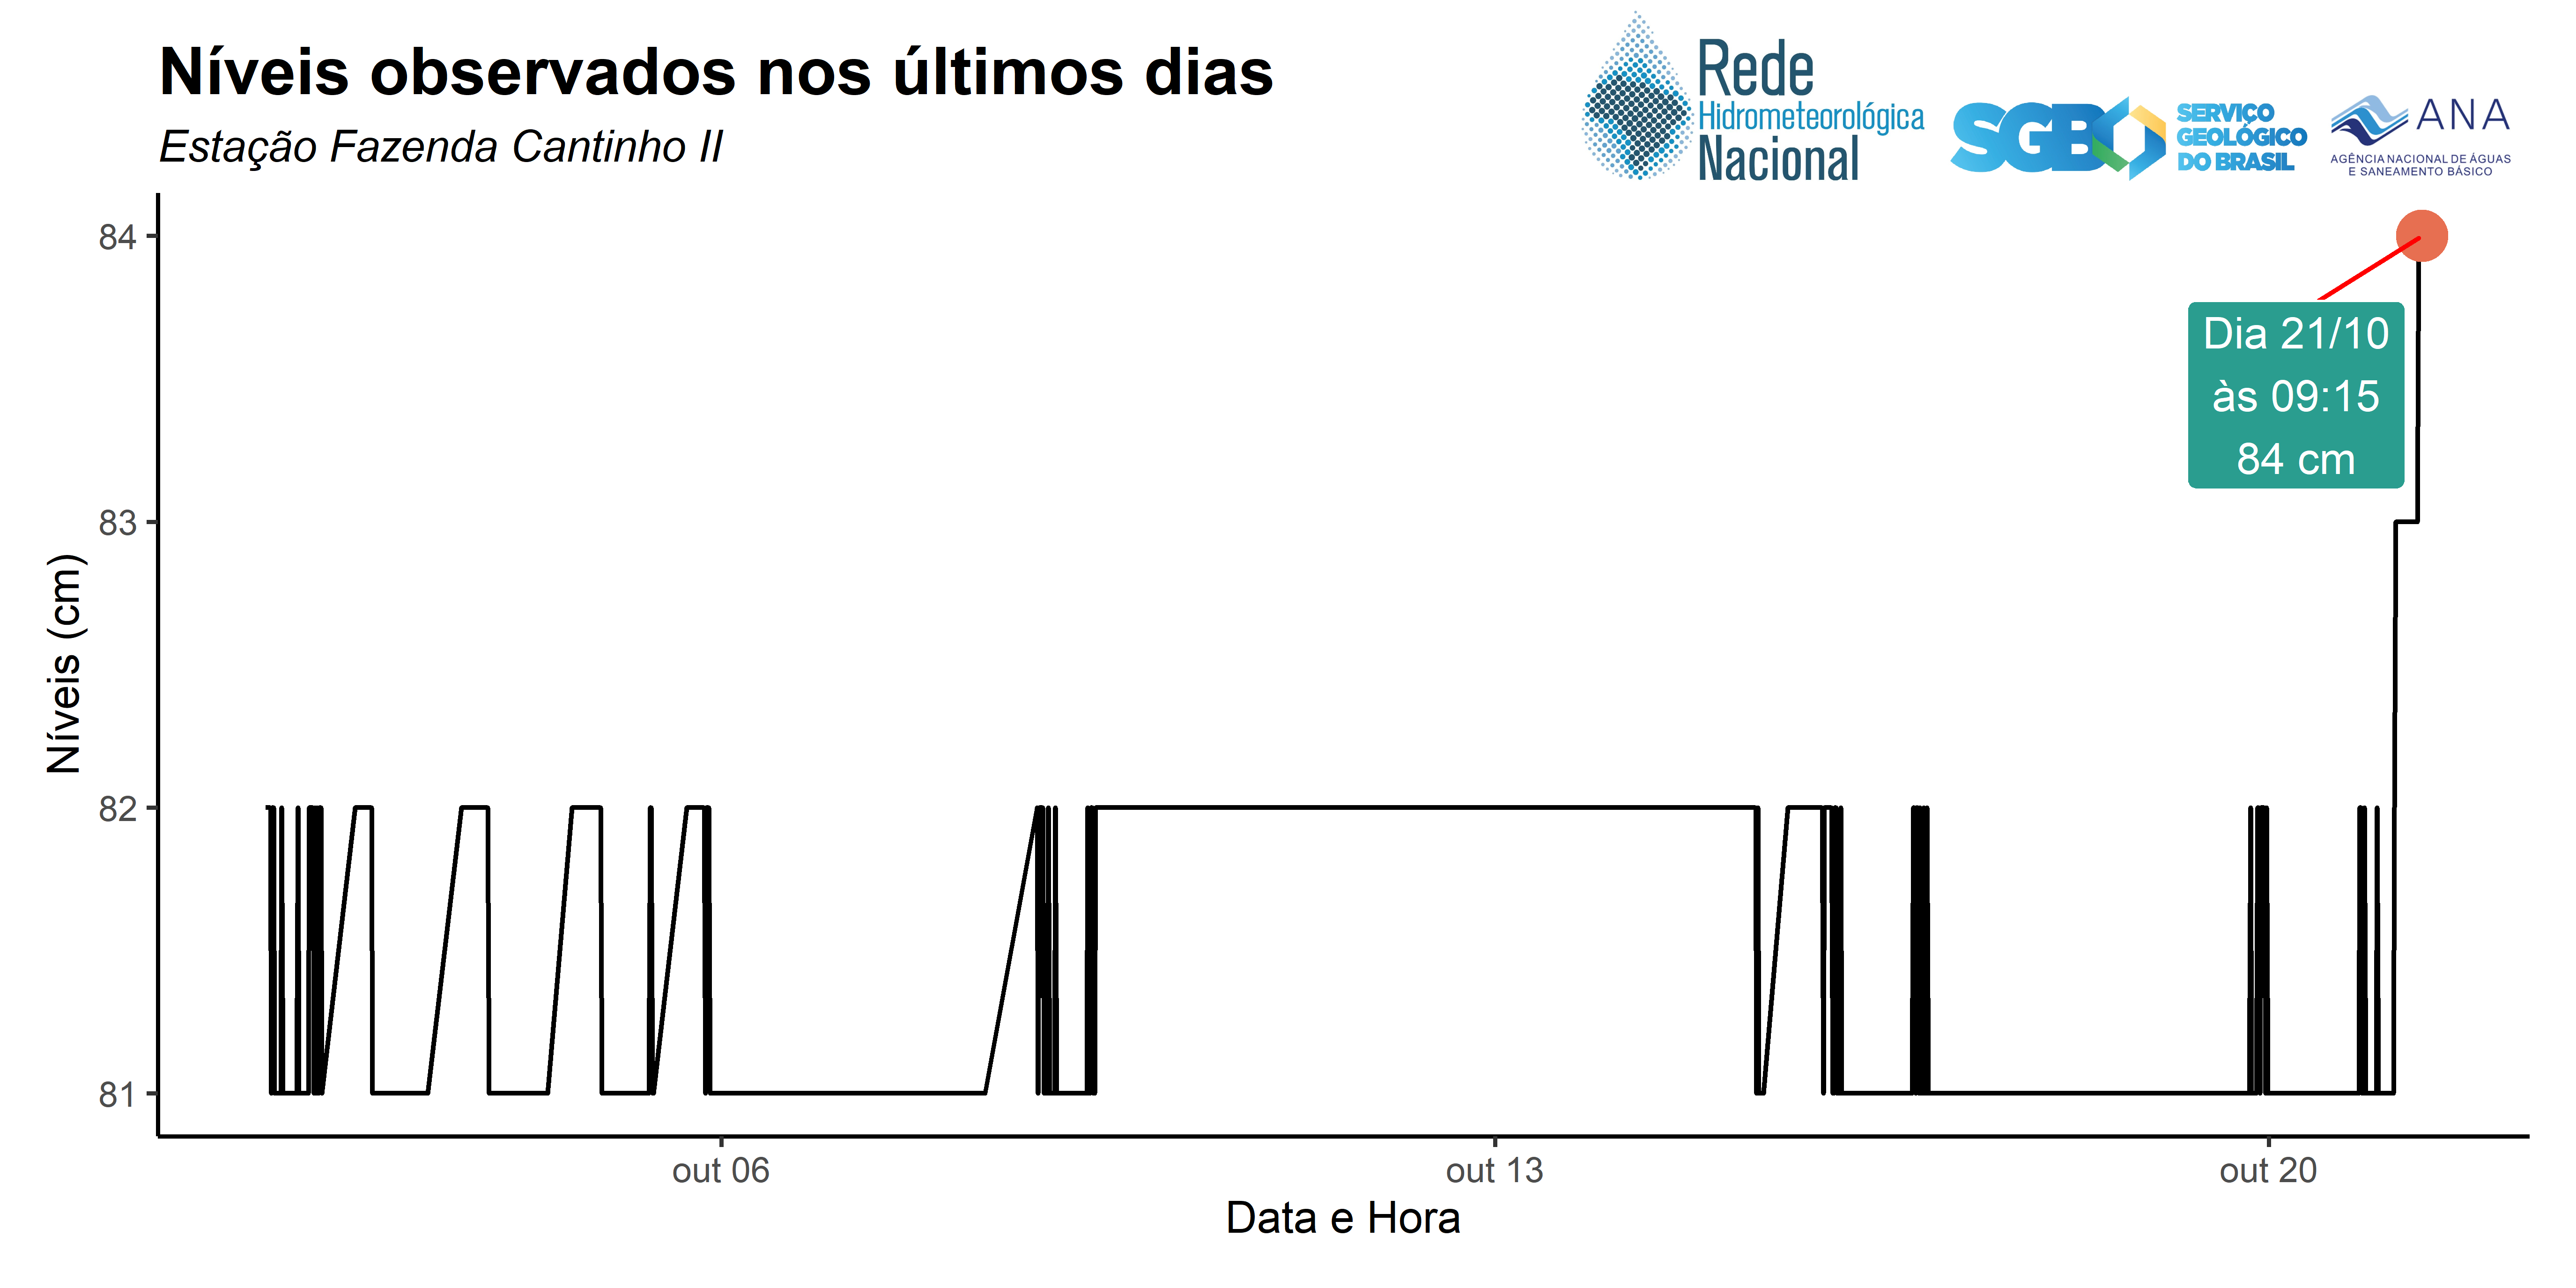 Níveis observados nos últimos dias
Estação Fazenda Cantinho II
Rede
Hidrometeorológica
Nacional
SGB
SERVIÇO
GEOLÓGICO
DO BRASIL
ANA
AGÊNCIA NACIONAL DE ÁGUAS
E SANEAMENTO BÁSICO
84
83
82
81
Níveis (cm)
Dia 21/10
às 09:15
84 cm
out 06
out 13
out 20
Data e Hora